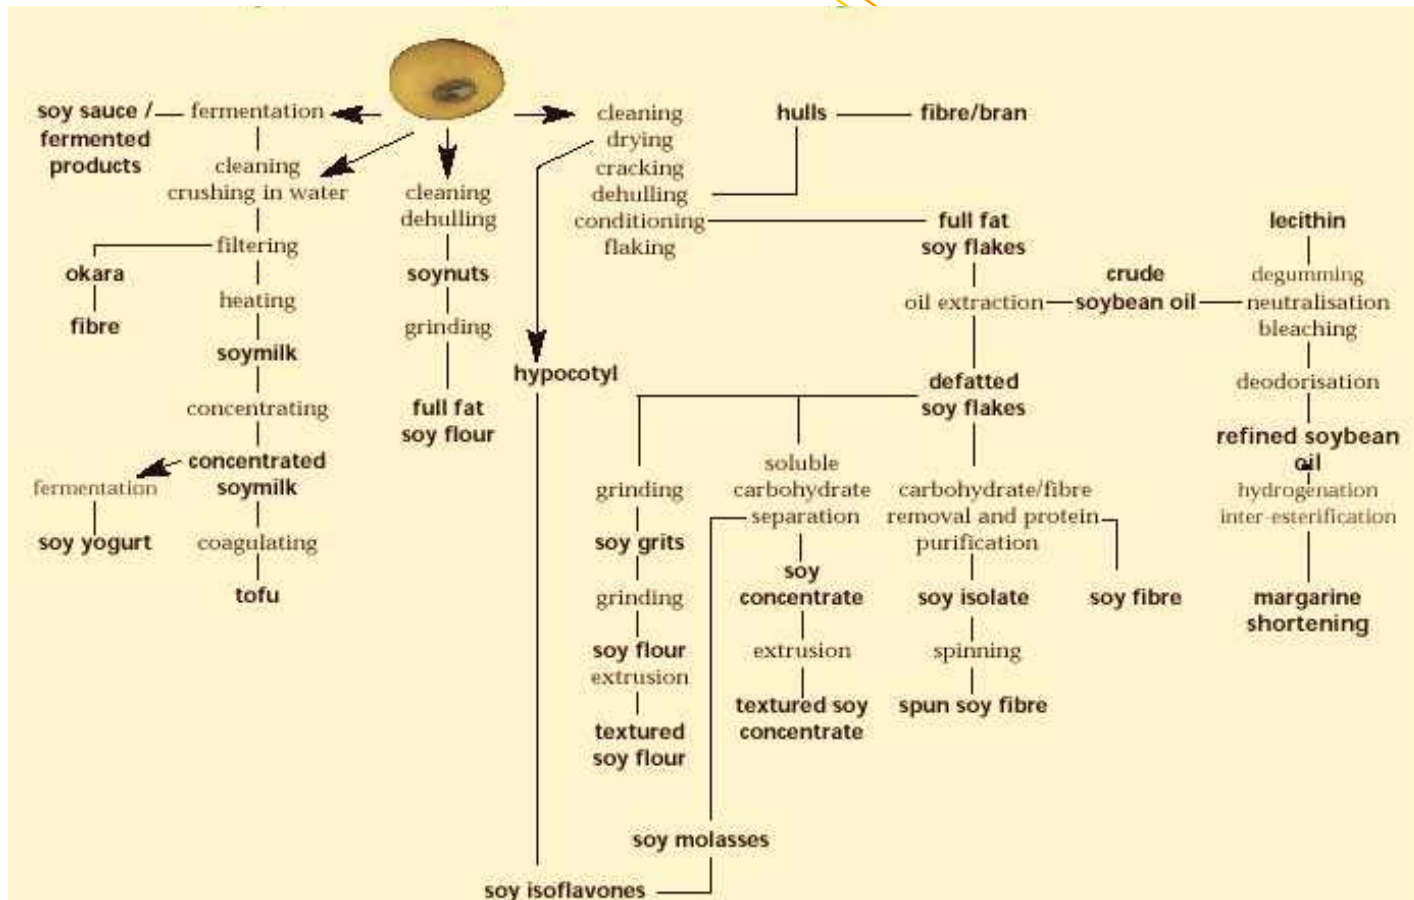 soy sauce /
fermented
products
fermentation
cleaning
crushing in water
filtering
okara
fibre
heating
soymilk
concentrating
concentrated
soymilk
fermentation
soy yogurt
coagulating
tofu
cleaning
dehulling
soynuts
grinding
full fat
soy flour
cleaning
drying
cracking
dehulling
conditioning
flaking
hulls
fibre/bran
hypocotyl
full fat
soy flakes
oil extraction
crude
soybean oil
lecithin
degumming
neutralisation
bleaching
deodorisation
refined soybean
oil
hydrogenation
inter-esterification
margarine
shortening
defatted
soy flakes
grinding
soy grits
grinding
soy flour
extrusion
textured
soy flour
soluble
carbohydrate
separation
soy
concentrate
extrusion
textured soy
concentrate
carbohydrate/fibre
removal and protein
purification
soy isolate
spinning
spun soy fibre
soy fibre
soy molasses
soy isoflavones